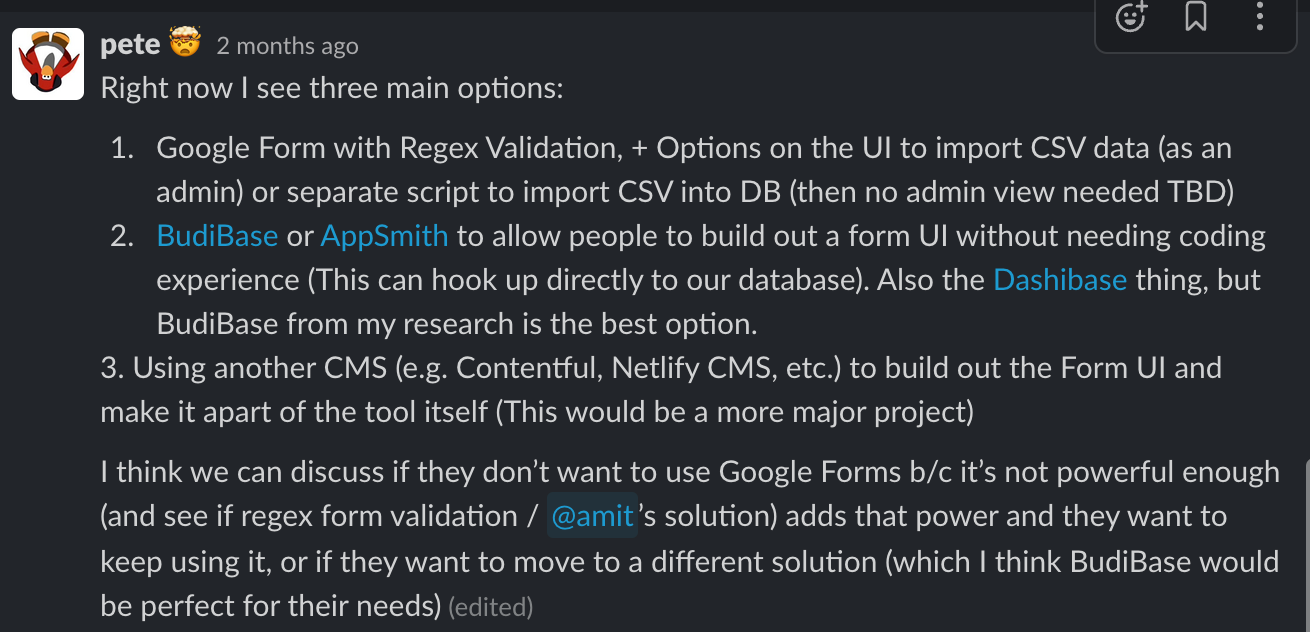 pete 🤯 2 months ago
Right now I see three main options:
1. Google Form with Regex Validation, + Options on the UI to import CSV data (as an
admin) or separate script to import CSV into DB (then no admin view needed TBD)
2. BudiBase or AppSmith to allow people to build out a form UI without needing coding
experience (This can hook up directly to our database). Also the Dashibase thing, but
BudiBase from my research is the best option.
3. Using another CMS (e.g. Contentful, Netlify CMS, etc.) to build out the Form UI and
make it apart of the tool itself (This would be a more major project)
I think we can discuss if they don’t want to use Google Forms b/c it’s not powerful enough
(and see if regex form validation / @amit’s solution) adds that power and they want to
keep using it, or if they want to move to a different solution (which I think BudiBase would
be perfect for their needs) (edited)